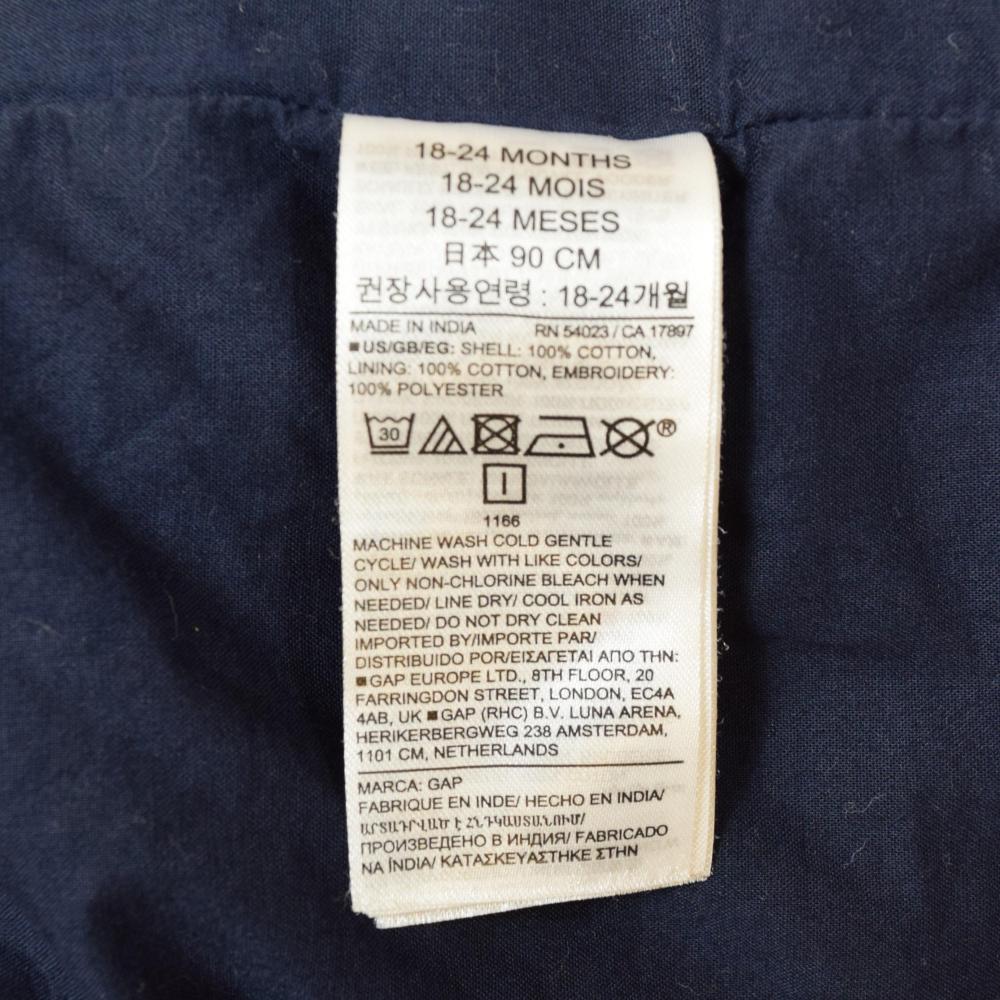 18-24 MONTHS
18-24 MOIS
18-24 MESES
日本 90 CM
권장사용연령 : 18-24개월
MADE IN INDIA RN 54023 / CA 17897
■US/GB/EG: SHELL: 100% COTTON,
LINING: 100% COTTON, EMBROIDERY:
100% POLYESTER
30 ®
I
1166
MACHINE WASH COLD GENTLE
CYCLE/ WASH WITH LIKE COLORS/
ONLY NON-CHLORINE BLEACH WHEN
NEEDED/ LINE DRY/ COOL IRON AS
NEEDED/ DO NOT DRY CLEAN
IMPORTED BY/IMPORTE PAR/
DISTRIBUIDO POR/ΕΙΣΑΓΕΤΑΙ ΑΠΟ ΤΗΝ:
■GAP EUROPE LTD., 8TH FLOOR, 20
FARRINGDON STREET, LONDON, EC4A
4AB, UK ■GAP (RHC) B.V. LUNA ARENA,
HERIKERBERGWEG 238 AMSTERDAM,
1101 CM, NETHERLANDS
MARCA: GAP
FABRIQUE EN INDE/ HECHO EN INDIA/
ԱՐՏԱԴՐՎԱԾ Է ՀՆԴԿԱՍՏԱՆՈՒՄ/
ПРОИЗВЕДЕНО В ИНДИЯ/ FABRICADO
NA ÍNDIA/ ΚΑΤΑΣΚΕΥΑΣΤΗΚΕ ΣΤΗΝ